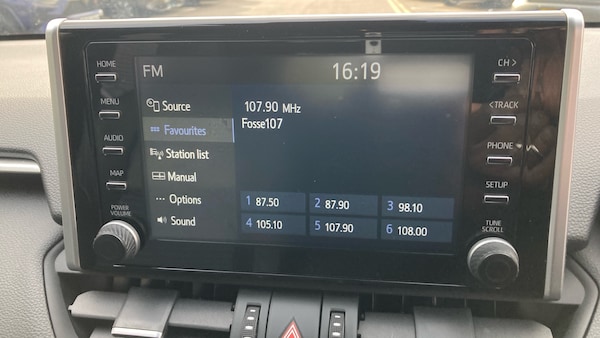 FM 16:19
HOME
MENU
AUDIO
MAP
POWER
VOLUME
Source
Favourites
Station list
Manual
Options
Sound
107.90 MHz
Fosse107
1 87.50 2 87.90 3 98.10
4 105.10 5 107.90 6 108.00
CH >
< TRACK
PHONE
SETUP
TUNE
SCROLL